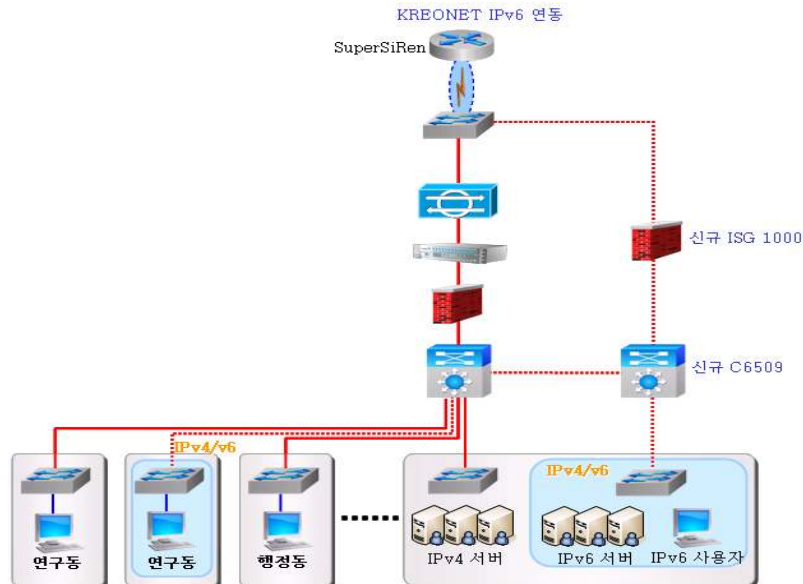 KREONET IPv6 연동
SuperSiRen
신규 ISG 1000
신규 C6509
IPv4/v6
IPv4/v6
연구동
연구동
행정동
IPv4 서버
IPv6 서버
IPv6 사용자